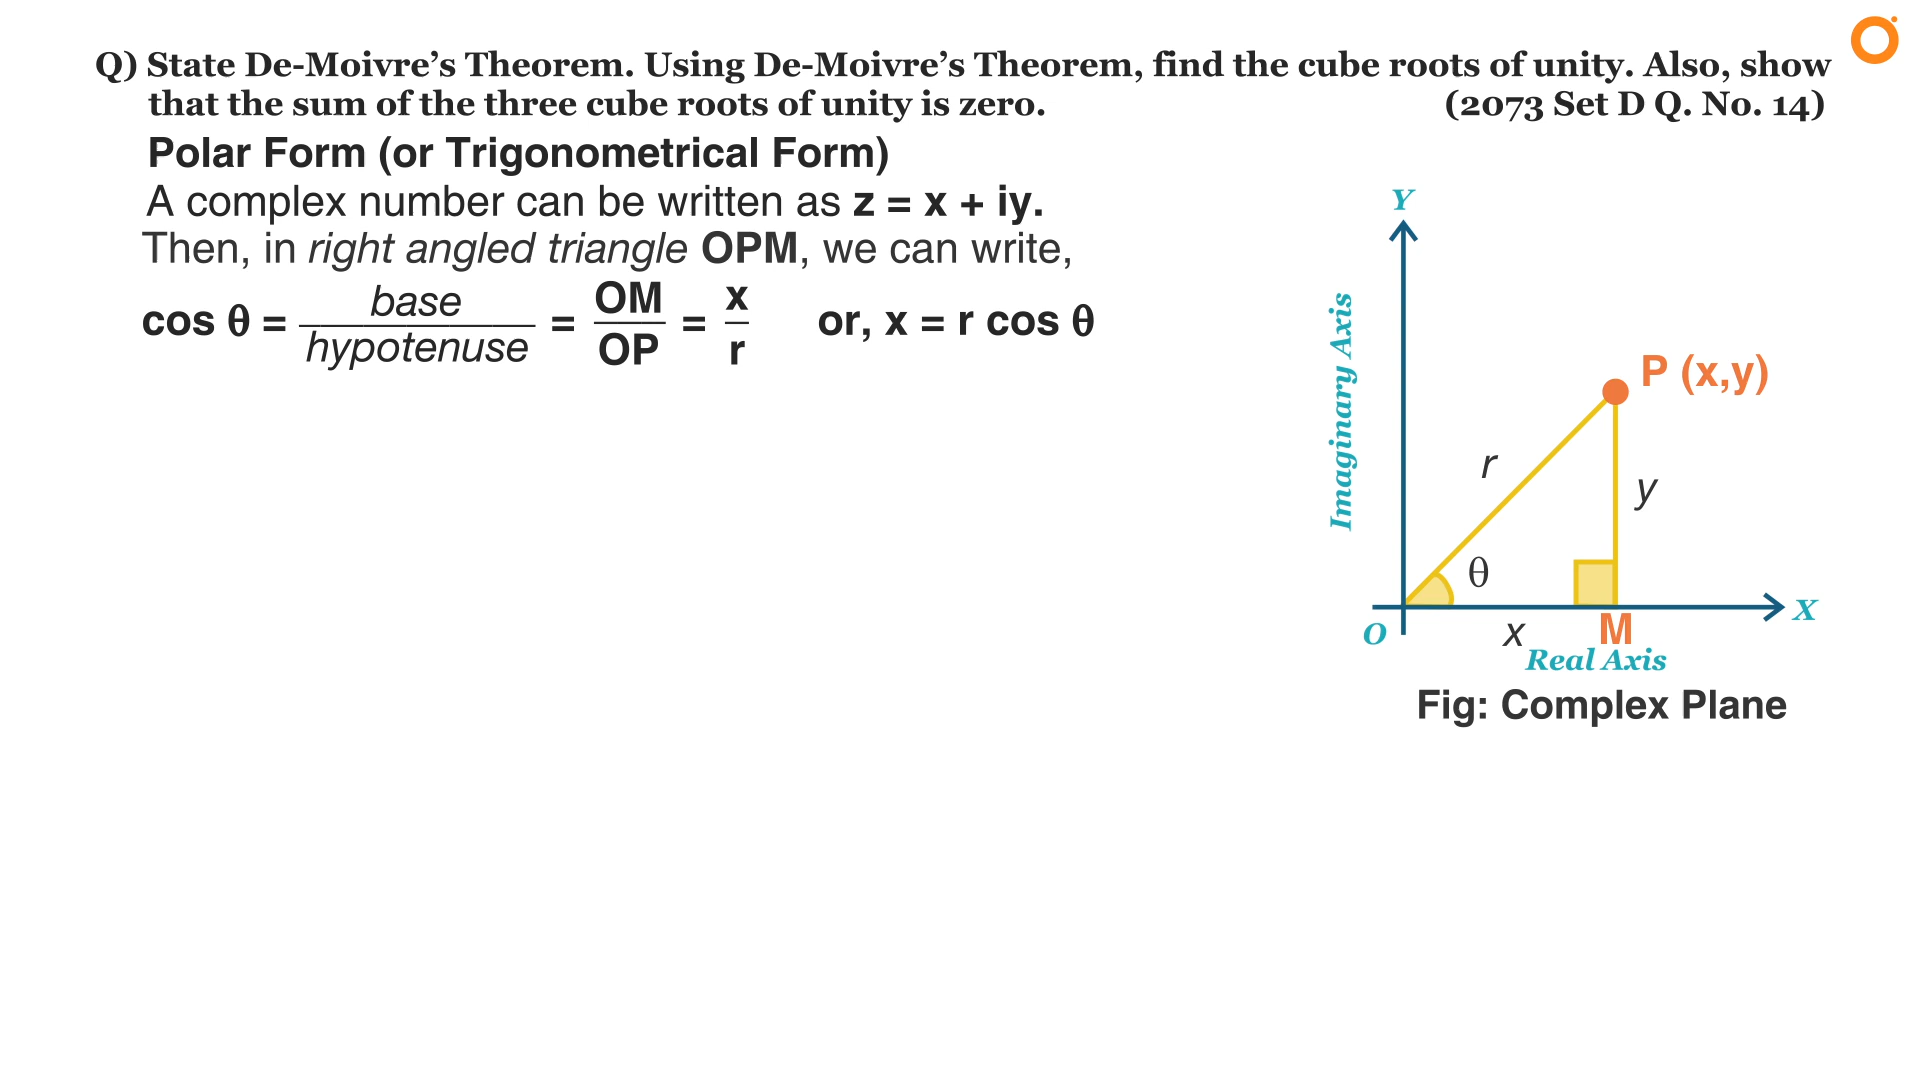 Q) State De-Moivre’s Theorem. Using De-Moivre’s Theorem, find the cube roots of unity. Also, show
that the sum of the three cube roots of unity is zero. (2073 Set D Q. No. 14)
Polar Form (or Trigonometrical Form)
A complex number can be written as z = x + iy.
Then, in right angled triangle OPM, we can write,
cos θ = base/hypotenuse = OM/OP = x/r or, x = r cos θ
Y
Imaginary Axis
P (x,y)
r
y
θ
X
O
x
M
Real Axis
Fig: Complex Plane